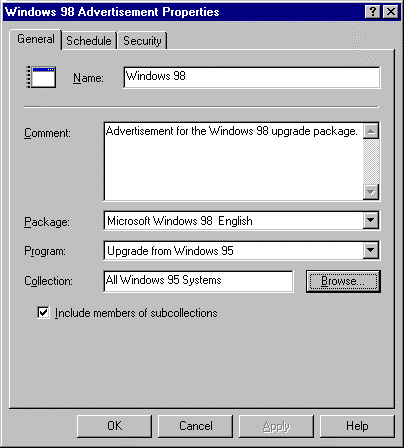 Windows 98 Advertisement Properties
General Schedule Security
Name: Windows 98
Comment: Advertisement for the Windows 98 upgrade package.
Package: Microsoft Windows 98 English
Program: Upgrade from Windows 95
Collection: All Windows 95 Systems Browse...
Include members of subcollections
OK Cancel Apply Help